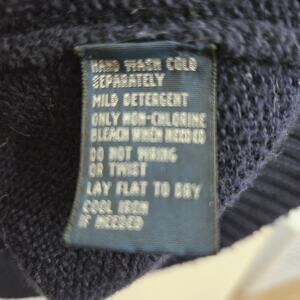 HAND WASH COLD
SEPARATELY
MILD DETERGENT
ONLY NON-CHLORINE
BLEACH WHEN NEEDED
DO NOT WRING
OR TWIST
LAY FLAT TO DRY
COOL IRON
IF NEEDED